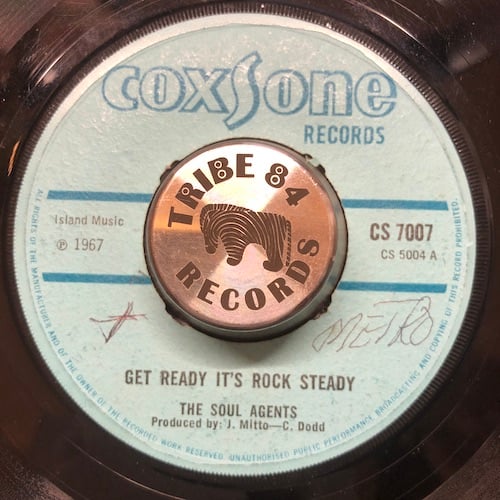 COXSONE
RECORDS
TRIBE 84
RECORDS
Island Music
℗ 1967
CS 7007
CS 5004 A
METRO
GET READY IT'S ROCK STEADY
THE SOUL AGENTS
Produced by: J. Mitto—C. Dodd
ALL RIGHTS OF THE MANUFACTURER AND OF THE OWNER OF THE RECORDED WORK RESERVED. UNAUTHORISED PUBLIC PERFORMANCE, BROADCASTING AND COPYING OF THIS RECORD PROHIBITED.